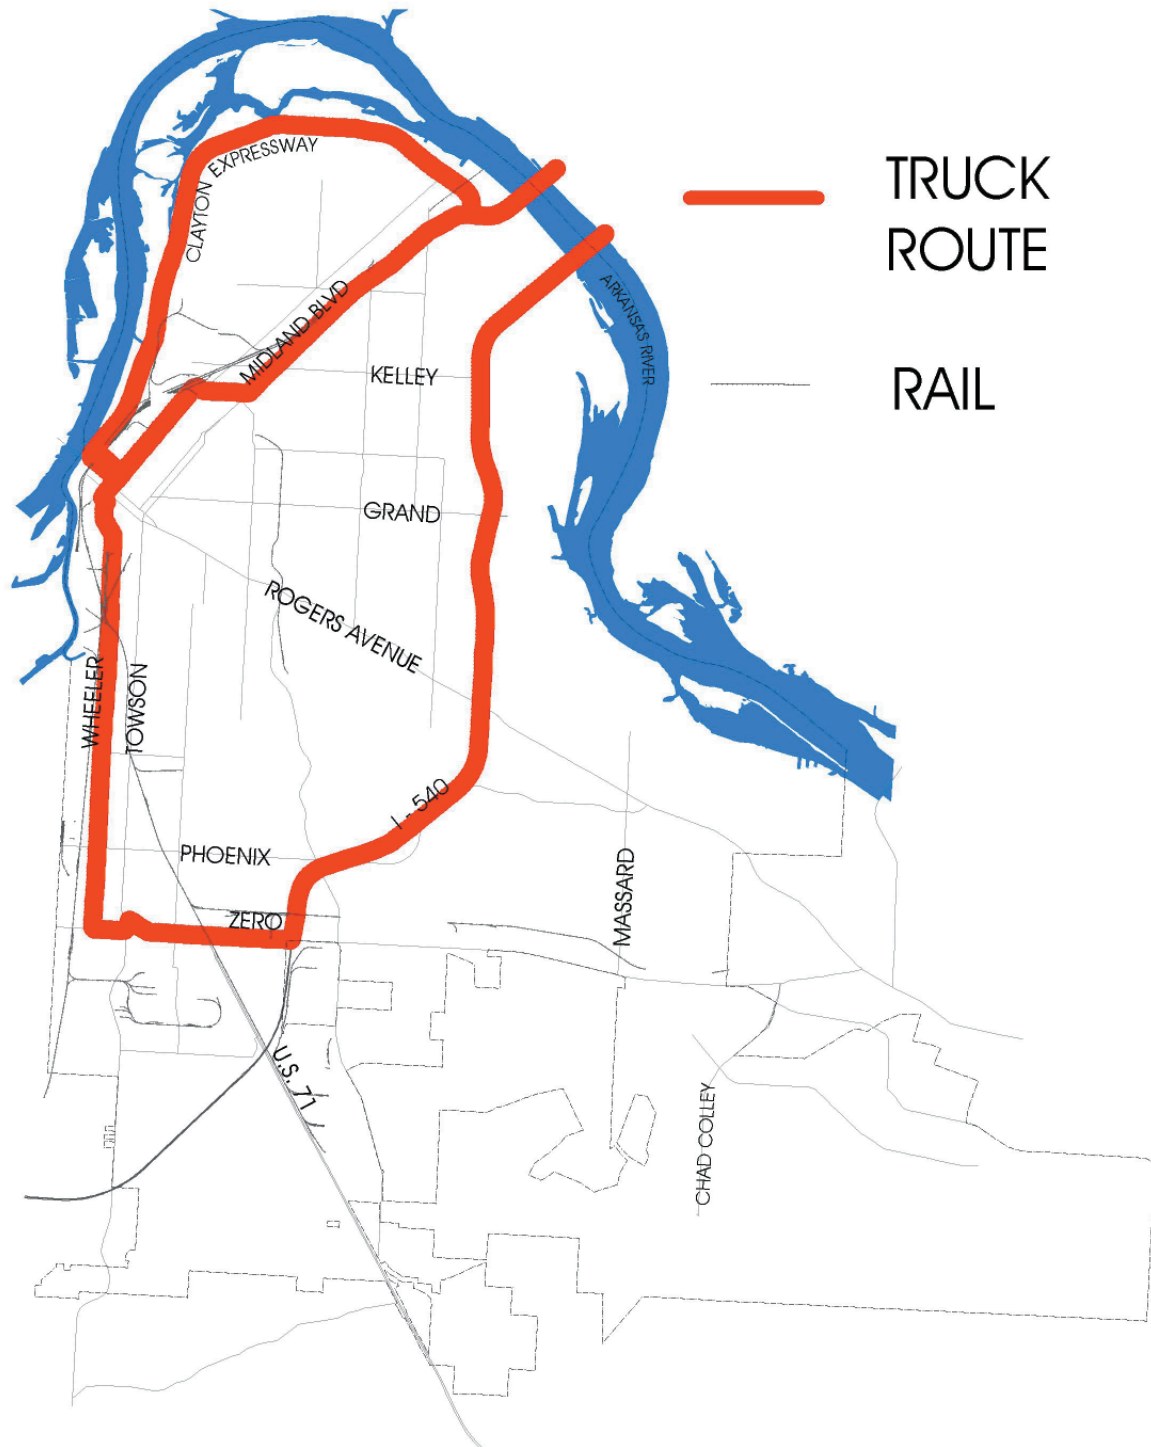 TRUCK
ROUTE
CLAYTON EXPRESSWAY
ARKANSAS RIVER
MIDLAND BLVD
KELLEY
RAIL
GRAND
ROGERS AVENUE
WHEELER
TOWSON
I - 540
PHOENIX
MASSARD
ZERO
U.S. 71
CHAD COLLEY